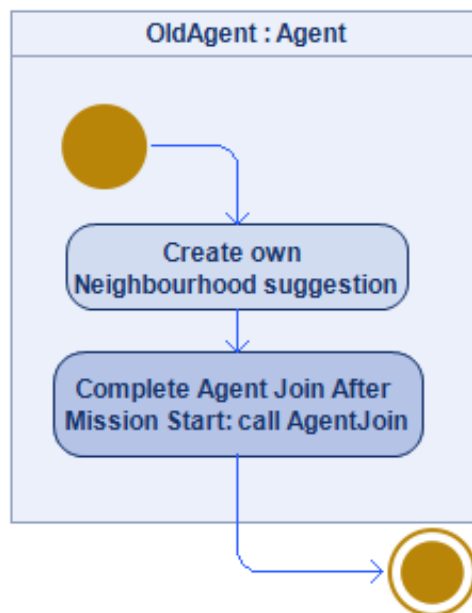 OldAgent : Agent
Create own
Neighbourhood suggestion
Complete Agent Join After
Mission Start: call AgentJoin